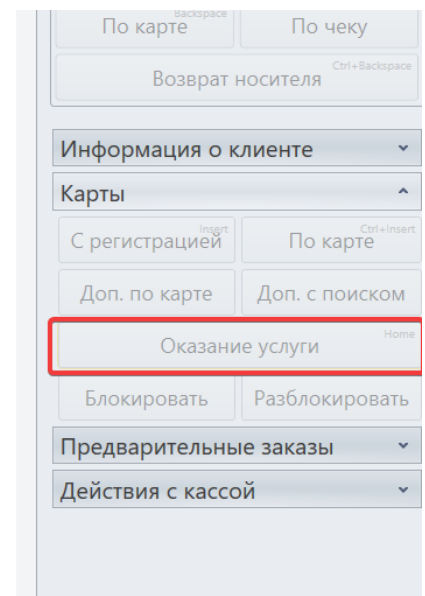 Backspace
По карте
По чеку
Ctrl+Backspace
Возврат носителя
Информация о клиенте
Карты
Insert
С регистрацией
Ctrl+Insert
По карте
Доп. по карте
Доп. с поиском
Home
Оказание услуги
Блокировать
Разблокировать
Предварительные заказы
Действия с кассой